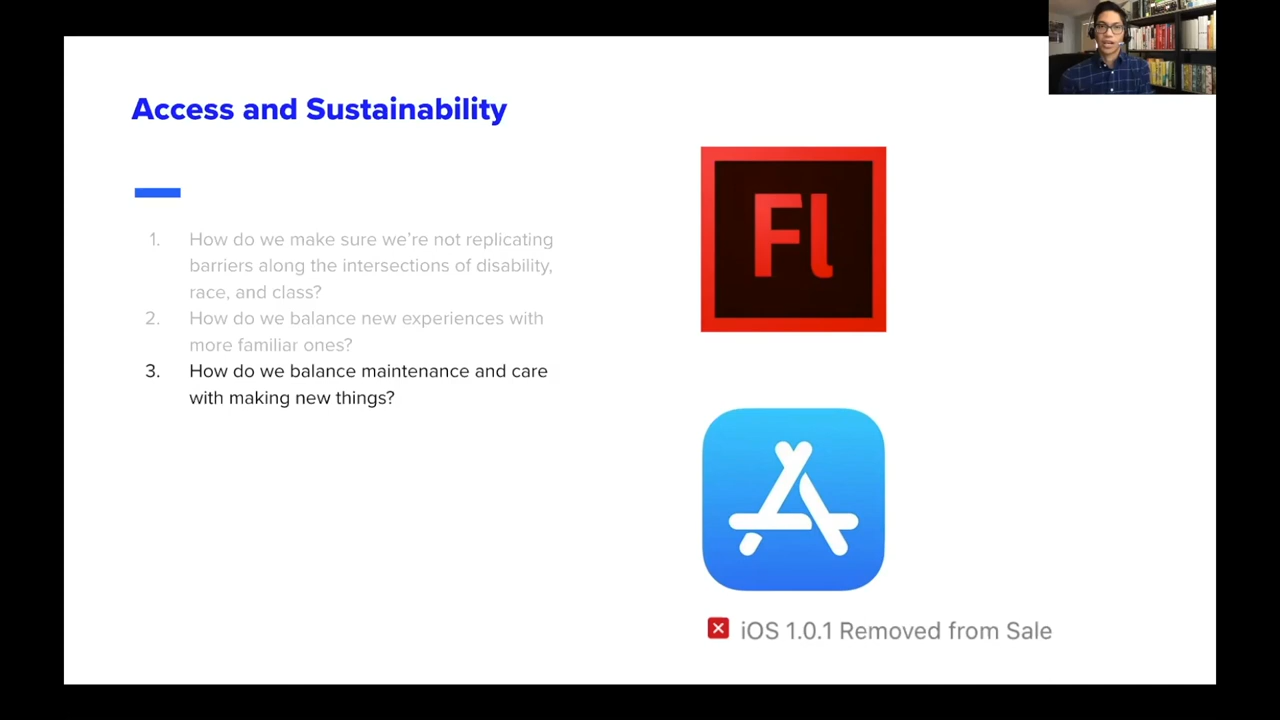 Access and Sustainability
1. How do we make sure we're not replicating
barriers along the intersections of disability,
race, and class?
2. How do we balance new experiences with
more familiar ones?
3. How do we balance maintenance and care
with making new things?
Fl
iOS 1.0.1 Removed from Sale